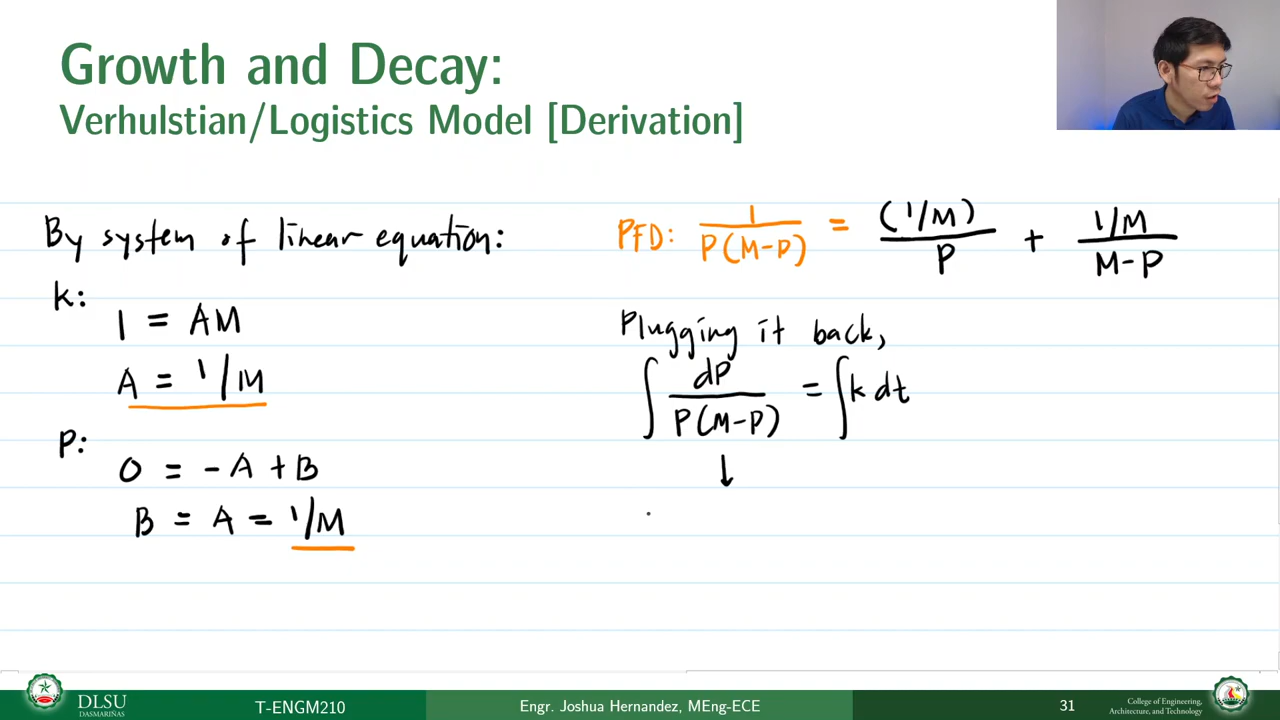 Growth and Decay:
Verhulstian/Logistics Model [Derivation]
By system of linear equation:
k:
1 = AM
A = 1/M
P:
0 = -A + B
B = A = 1/M
PFD: 1/P(M-P) = (1/M)/P + 1/M/M-P
Plugging it back,
∫ dP/P(M-P) = ∫ k dt
↓
DLSU
DASMARIÑAS
T-ENGM210
Engr. Joshua Hernandez, MEng-ECE
31
College of Engineering,
Architecture, and Technology